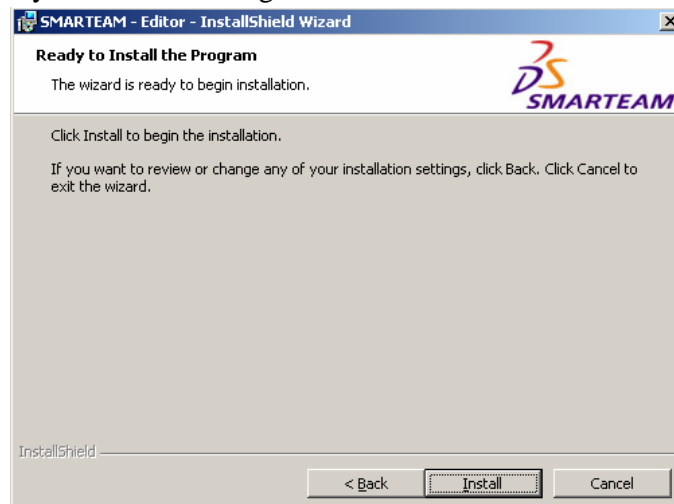 SMARTEAM - Editor - InstallShield Wizard
Ready to Install the Program
The wizard is ready to begin installation.
DS
SMARTEAM
Click Install to begin the installation.
If you want to review or change any of your installation settings, click Back. Click Cancel to
exit the wizard.
InstallShield
< Back
Install
Cancel